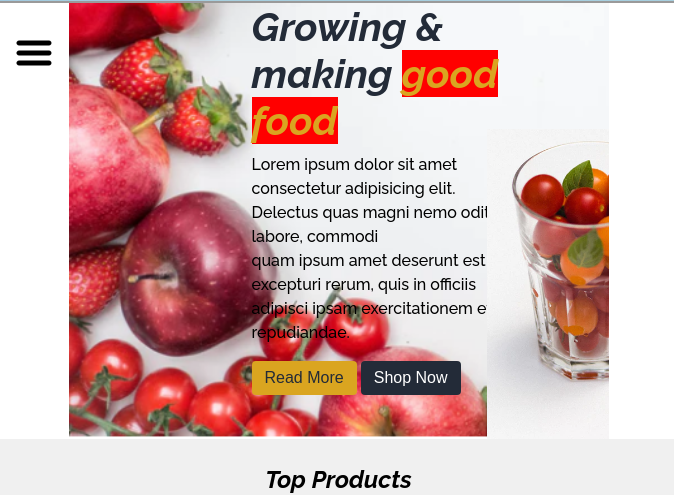 Growing &
making good
food
Lorem ipsum dolor sit amet
consectetur adipisicing elit.
Delectus quas magni nemo odit
labore, commodi
quam ipsum amet deserunt est
excepturi rerum, quis in officiis
adipisci ipsam exercitationem e
repudiandae.
Read More Shop Now
Top Products